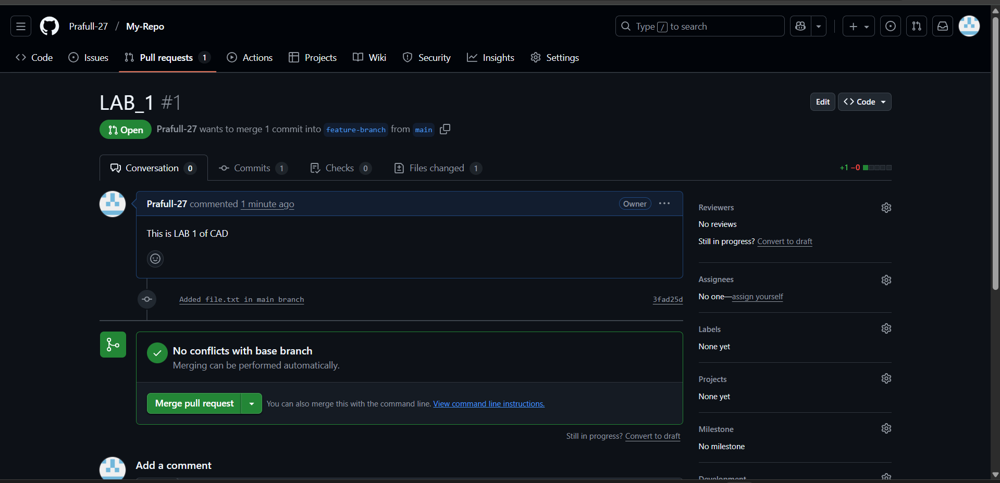 Prafull-27 / My-Repo
Type / to search
Code Issues Pull requests 1 Actions Projects Wiki Security Insights Settings
LAB_1 #1
Edit Code
Open Prafull-27 wants to merge 1 commit into feature-branch from main
Conversation 0 Commits 1 Checks 0 Files changed 1
+1 −0
Prafull-27 commented 1 minute ago Owner
This is LAB 1 of CAD
Added file.txt in main branch 3fad25d
No conflicts with base branch
Merging can be performed automatically.
Merge pull request You can also merge this with the command line. View command line instructions.
Still in progress? Convert to draft
Add a comment
Reviewers
No reviews
Still in progress? Convert to draft
Assignees
No one—assign yourself
Labels
None yet
Projects
None yet
Milestone
No milestone
Development